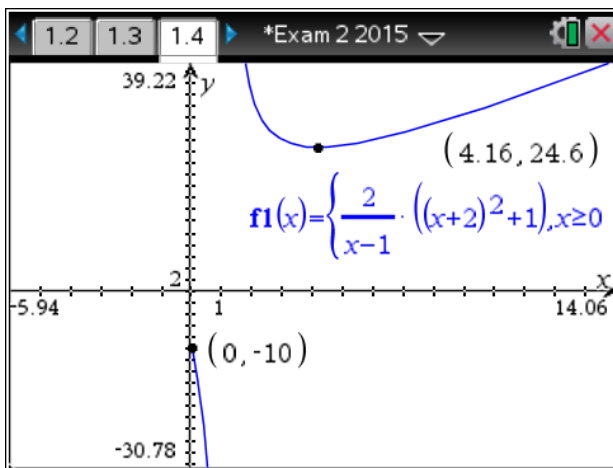 1.2 1.3 1.4 *Exam 2 2015
39.22 y
(4.16, 24.6)
f1(x)={2/(x-1)·((x+2)^2+1),x≥0
2 x
-5.94 1 14.06
(0,-10)
-30.78